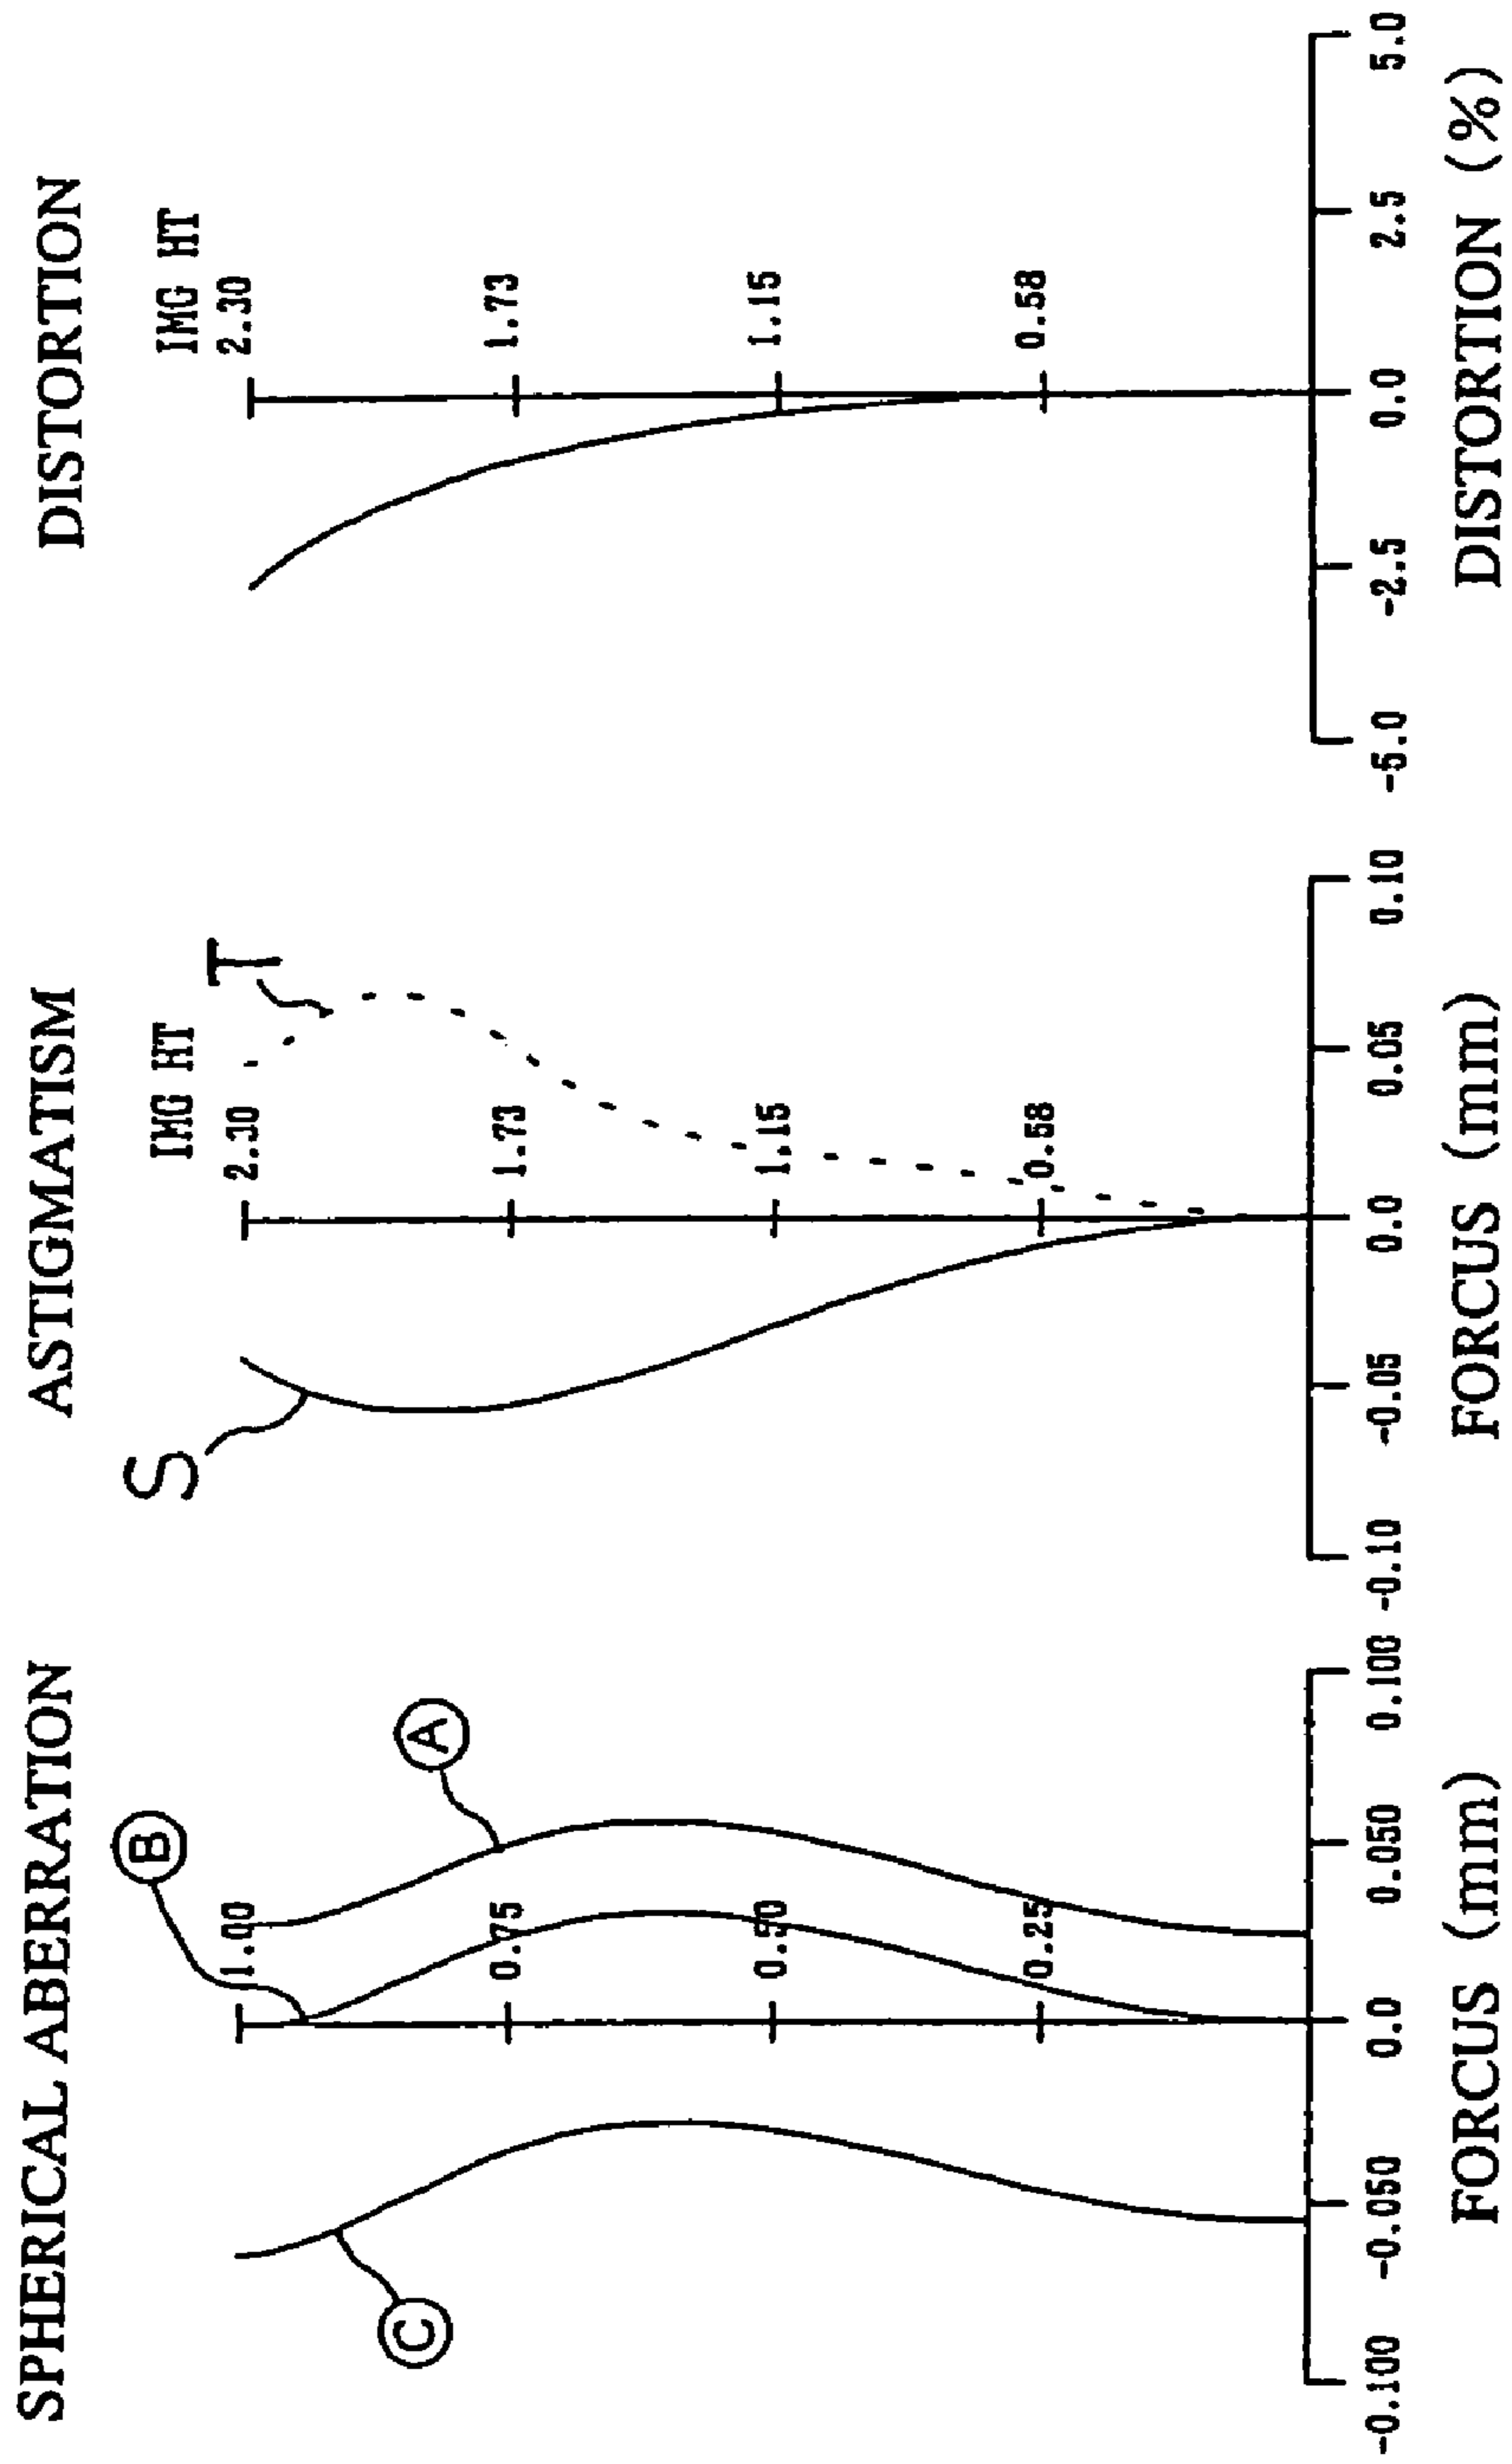 SPHERICAL ABERRATION
B
1.00
A
0.75
0.50
0.25
C
-0.100 -0.050 0.0 0.050 0.100
FORCUS (mm)
ASTIGMATISM
S
T
IMG HT
2.30
1.73
1.15
0.58
-0.10 -0.05 0.0 0.05 0.10
FORCUS (mm)
DISTORTION
IMG HT
2.30
1.73
1.15
0.58
-5.0 -2.5 0.0 2.5 5.0
DISTORTION (%)